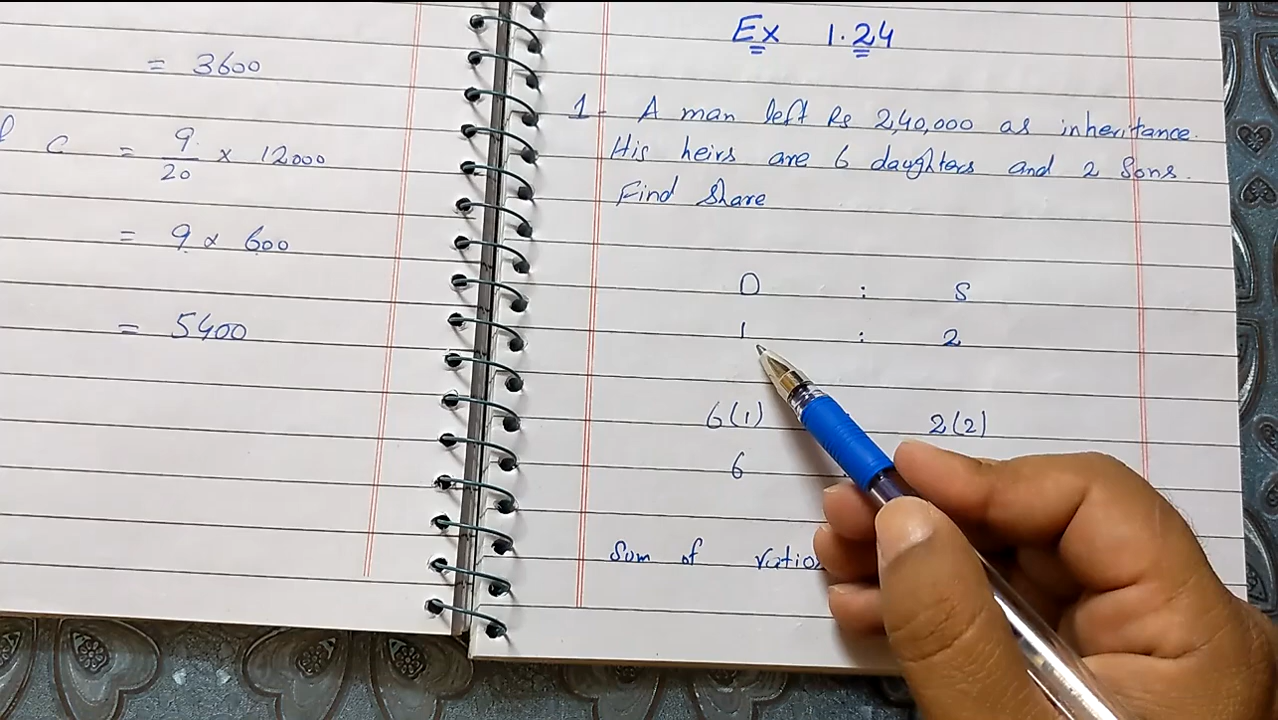 = 3600
C = 9/20 x 12000
= 9 x 600
= 5400
Ex 1.24
1- A man left Rs 2,40,000 as inheritance.
His heirs are 6 daughters and 2 Sons.
Find Share
D : S
1 : 2
6(1) : 2(2)
6
Sum of ratios